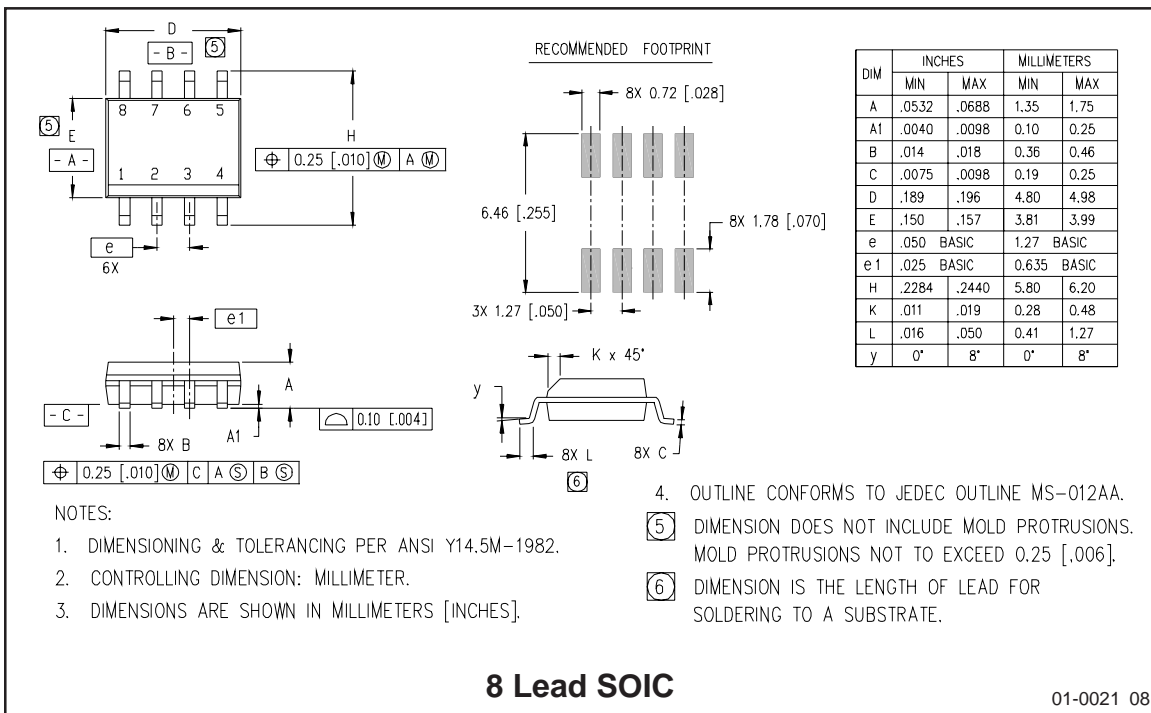 D
- B -
5
8 7 6 5
5
E
- A -
1 2 3 4
H
⌖ 0.25 [.010] Ⓜ A Ⓜ
e
6X
RECOMMENDED FOOTPRINT
8X 0.72 [.028]
6.46 [.255]
8X 1.78 [.070]
3X 1.27 [.050]
DIM INCHES MILLIMETERS
MIN MAX MIN MAX
A .0532 .0688 1.35 1.75
A1 .0040 .0098 0.10 0.25
B .014 .018 0.36 0.46
C .0075 .0098 0.19 0.25
D .189 .196 4.80 4.98
E .150 .157 3.81 3.99
e .050 BASIC 1.27 BASIC
e1 .025 BASIC 0.635 BASIC
H .2284 .2440 5.80 6.20
K .011 .019 0.28 0.48
L .016 .050 0.41 1.27
y 0° 8° 0° 8°
e1
A
- C -
8X B
A1
⌓ 0.10 [.004]
⌖ 0.25 [.010] Ⓜ C A Ⓢ B Ⓢ
K x 45°
y
8X L
6
8X C
NOTES:
1. DIMENSIONING & TOLERANCING PER ANSI Y14.5M-1982.
2. CONTROLLING DIMENSION: MILLIMETER.
3. DIMENSIONS ARE SHOWN IN MILLIMETERS [INCHES].
4. OUTLINE CONFORMS TO JEDEC OUTLINE MS-012AA.
5 DIMENSION DOES NOT INCLUDE MOLD PROTRUSIONS.
MOLD PROTRUSIONS NOT TO EXCEED 0.25 [.006].
6 DIMENSION IS THE LENGTH OF LEAD FOR
SOLDERING TO A SUBSTRATE.
8 Lead SOIC
01-0021 08